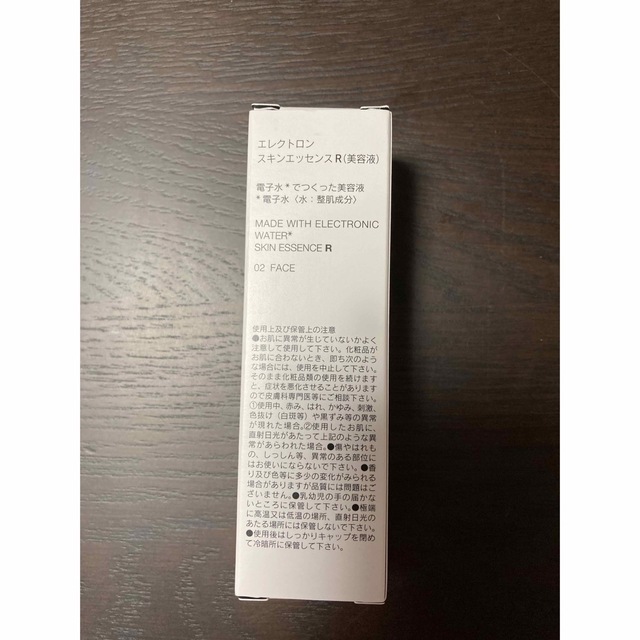 エレクトロン
スキンエッセンスR(美容液)
電子水*でつくった美容液
*電子水〈水:整肌成分〉
MADE WITH ELECTRONIC
WATER*
SKIN ESSENCE R
02 FACE
使用上及び保管上の注意
●お肌に異常が生じていないかよく
注意して使用して下さい。化粧品が
お肌に合わないとき、即ち次のよう
な場合には、使用を中止して下さい。
そのまま化粧品類の使用を続けます
と、症状を悪化させることがあります
ので皮膚科専門医等にご相談下さい。
①使用中、赤み、はれ、かゆみ、刺激、
色抜け(白斑等)や黒ずみ等の異常
が現れた場合。②使用したお肌に、
直射日光があたって上記のような異
常があらわれた場合。●傷やはれも
の、しっしん等、異常のある部位に
はお使いにならないで下さい。●香
り及び色等に多少の変化がみられる
場合がありますが品質には問題はご
ざいません。●乳幼児の手の届かな
いところに保管して下さい。●極端
に高温又は低温の場所、直射日光の
あたる場所には保管しないで下さい。
●使用後はしっかりキャップを閉め
て冷暗所に保管して下さい。